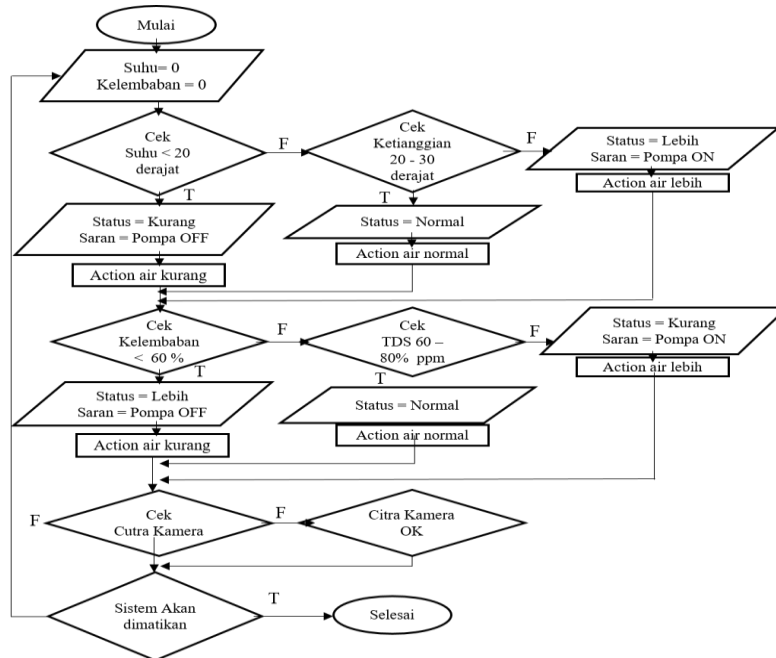 Mulai
Suhu= 0
Kelembaban = 0
Cek
Suhu < 20
derajat
F
Cek
Ketianggian
20 - 30
derajat
F
Status = Lebih
Saran = Pompa ON
Action air lebih
T
T
Status = Kurang
Saran = Pompa OFF
Action air kurang
Status = Normal
Action air normal
Cek
Kelembaban
< 60 %
F
Cek
TDS 60 –
80% ppm
F
Status = Kurang
Saran = Pompa ON
Action air lebih
T
T
Status = Lebih
Saran = Pompa OFF
Action air kurang
Status = Normal
Action air normal
F
Cek
Cutra Kamera
F
Citra Kamera
OK
Sistem Akan
dimatikan
T
Selesai